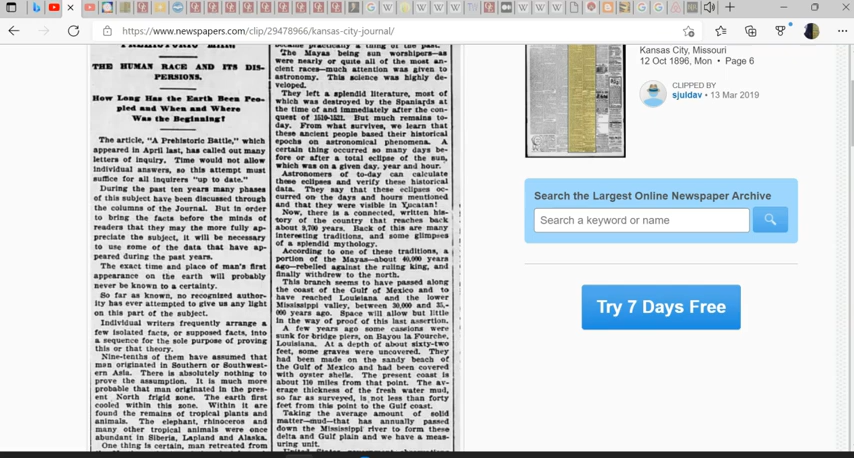 https://www.newspapers.com/clip/29478966/kansas-city-journal/
THE HUMAN RACE AND ITS DIS-
PERSIONS.
How Long Has the Earth Been Peo-
pled and When and Where
Was the Beginning?
The article, "A Prehistoric Battle," which
appeared in April last, has called out many
letters of inquiry. Time would not allow
individual answers, so this attempt must
suffice for all inquirers "up to date."
During the past ten years many phases
of this subject have been discussed through
the columns of the Journal. But in order
to bring the facts before the minds of
readers that they may the more fully ap-
preciate the subject, it will be necessary
to use some of the data that have ap-
peared during the past years.
The exact time and place of man's first
appearance on the earth will probably
never be known to a certainty.
So far as known, no recognized author-
ity has ever attempted to give us any light
on this part of the subject.
Individual writers frequently arrange a
few isolated facts, or supposed facts, into
a sequence for the sole purpose of proving
this or that theory.
Nine-tenths of them have assumed that
man originated in Southern or Southwest-
ern Asia. There is absolutely nothing to
prove the assumption. It is much more
probable that man originated in the pres-
ent North frigid zone. The earth first
cooled within this zone. Within it are
found the remains of tropical plants and
animals. The elephant, rhinoceros and
many other tropical animals were once
abundant in Siberia, Lapland and Alaska.
One thing is certain, man retreated from
became practically a thing of the past.
The Mayas being sun worshipers—as
were nearly or quite all of the most an-
cient races—much attention was given to
astronomy. This science was highly de-
veloped.
They left a splendid literature, most of
which was destroyed by the Spaniards at
the time of and immediately after the con-
quest of 1519-1521. But much remains to-
day. From what survives, we learn that
these ancient people based their historical
epochs on astronomical phenomena. A
certain thing occurred so many days be-
fore or after a total eclipse of the sun,
which was on a given day, year and hour.
Astronomers of to-day can calculate
these eclipses and verify these historical
data. They say that these eclipses oc-
curred on the days and hours mentioned
and that they were visible in Yucatan!
Now, there is a connected, written his-
tory of the country that reaches back
about 9,700 years. Back of this are many
interesting traditions, and some glimpses
of a splendid mythology.
According to one of these traditions, a
portion of the Mayas—about 40,000 years
ago—rebelled against the ruling king, and
finally withdrew to the north.
This branch seems to have passed along
the coast of the Gulf of Mexico and to
have reached Louisiana and the lower
Mississippi valley, between 30,000 and 35,-
000 years ago. Space will allow but little
in the way of proof of this last assertion.
A few years ago some caissons were
sunk for bridge piers, on Bayou la Fourche,
Louisiana. At a depth of about sixty-two
feet, some graves were uncovered. They
had been made on the sandy beach of
the Gulf of Mexico and had been covered
with oyster shells. The present coast is
about 110 miles from that point. The av-
erage thickness of the fresh water mud,
so far as surveyed, is not less than forty
feet from this point to the Gulf coast.
Taking the average amount of solid
matter—mud—that has annually passed
down the Mississippi river to form these
delta and Gulf plain and we have a meas-
uring unit.
Kansas City, Missouri
12 Oct 1896, Mon • Page 6
CLIPPED BY
sjuldav • 13 Mar 2019
Search the Largest Online Newspaper Archive
Search a keyword or name
Try 7 Days Free